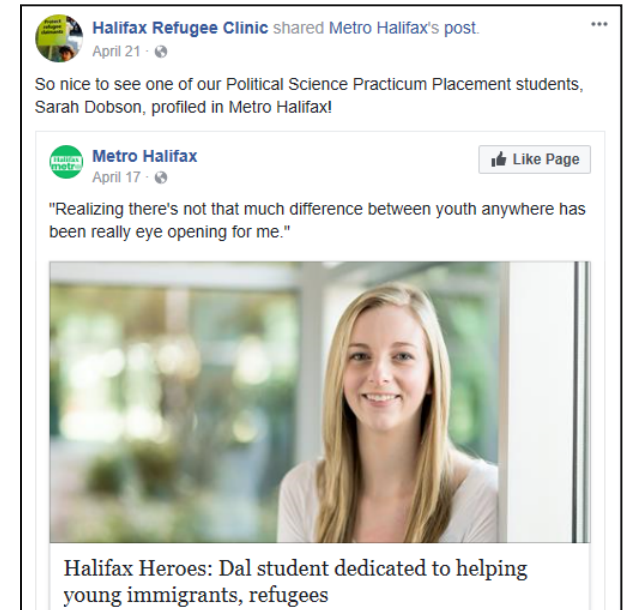 Halifax Refugee Clinic shared Metro Halifax's post.
April 21 ·
So nice to see one of our Political Science Practicum Placement students,
Sarah Dobson, profiled in Metro Halifax!
Metro Halifax
April 17 ·
Like Page
"Realizing there's not that much difference between youth anywhere has
been really eye opening for me."
Halifax Heroes: Dal student dedicated to helping
young immigrants, refugees